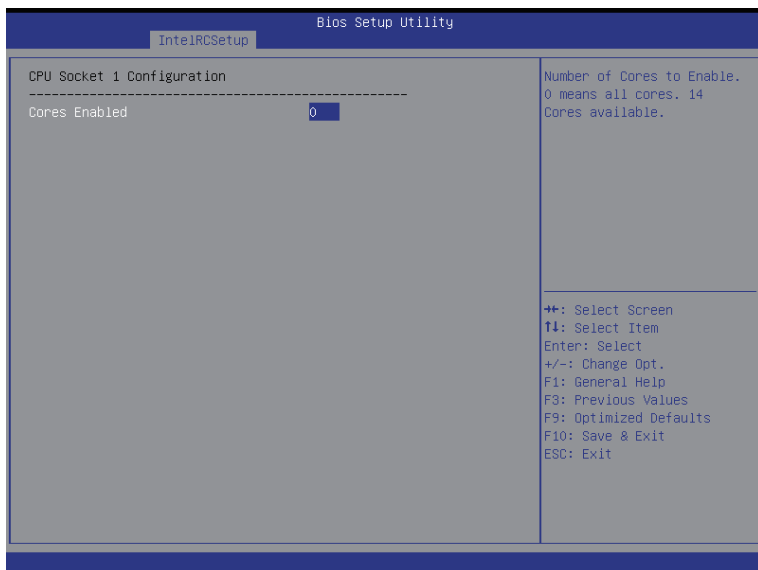 Bios Setup Utility
IntelRCSetup
CPU Socket 1 Configuration
------------------------------------------------
Cores Enabled 0
Number of Cores to Enable.
0 means all cores. 14
Cores available.
→←: Select Screen
↑↓: Select Item
Enter: Select
+/-: Change Opt.
F1: General Help
F3: Previous Values
F9: Optimized Defaults
F10: Save & Exit
ESC: Exit